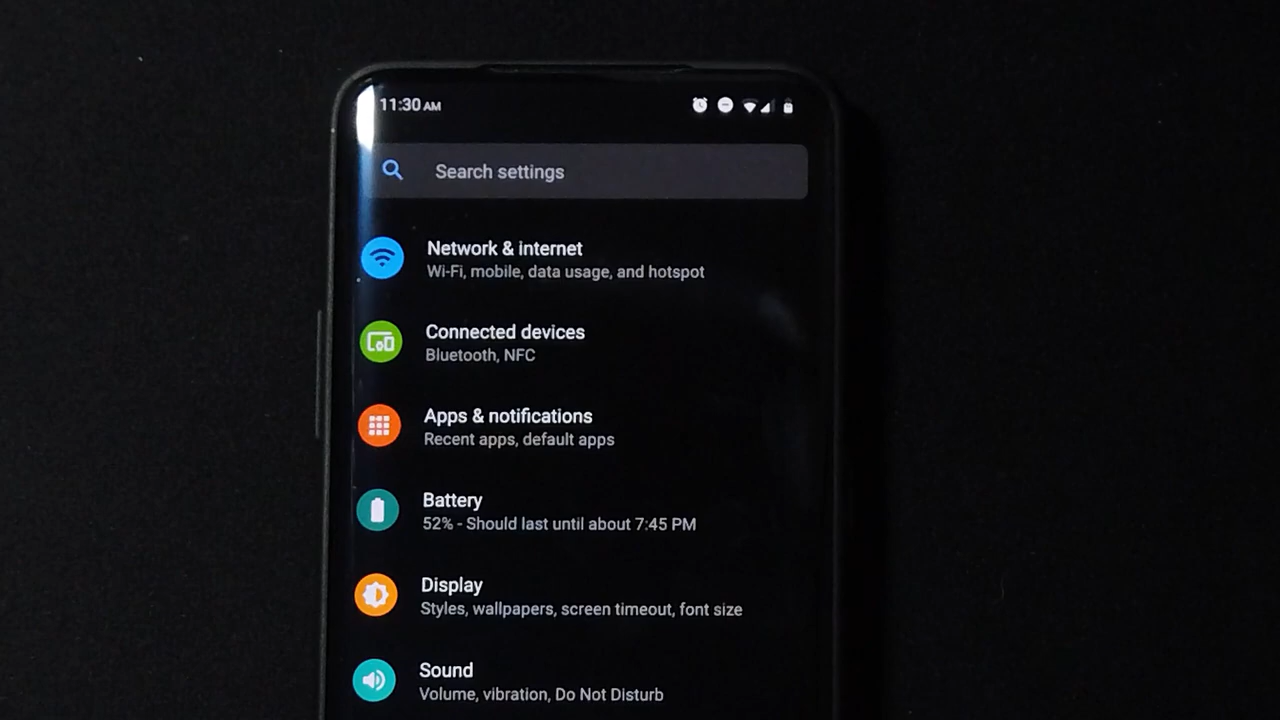 11:30 AM
Search settings
Network & internet
Wi-Fi, mobile, data usage, and hotspot
Connected devices
Bluetooth, NFC
Apps & notifications
Recent apps, default apps
Battery
52% - Should last until about 7:45 PM
Display
Styles, wallpapers, screen timeout, font size
Sound
Volume, vibration, Do Not Disturb